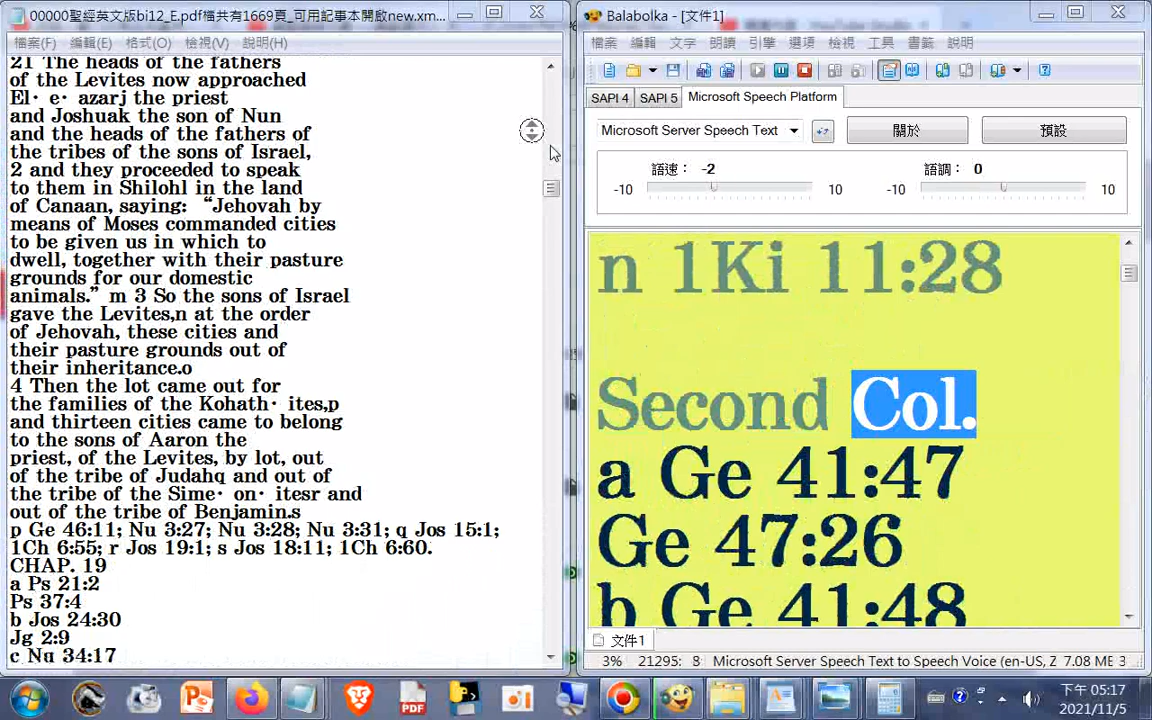 00000聖經英文版bi12_E.pdf檔共有1669頁_可用記事本開啟new.xm...
檔案(F) 編輯(E) 格式(O) 檢視(V) 說明(H)
21 The heads of the fathers
of the Levites now approached
El· e· azarj the priest
and Joshuak the son of Nun
and the heads of the fathers of
the tribes of the sons of Israel,
2 and they proceeded to speak
to them in Shilohl in the land
of Canaan, saying: “Jehovah by
means of Moses commanded cities
to be given us in which to
dwell, together with their pasture
grounds for our domestic
animals.” m 3 So the sons of Israel
gave the Levites,n at the order
of Jehovah, these cities and
their pasture grounds out of
their inheritance.o
4 Then the lot came out for
the families of the Kohath· ites,p
and thirteen cities came to belong
to the sons of Aaron the
priest, of the Levites, by lot, out
of the tribe of Judahq and out of
the tribe of the Sime· on· itesr and
out of the tribe of Benjamin.s
p Ge 46:11; Nu 3:27; Nu 3:28; Nu 3:31; q Jos 15:1;
1Ch 6:55; r Jos 19:1; s Jos 18:11; 1Ch 6:60.
CHAP. 19
a Ps 21:2
Ps 37:4
b Jos 24:30
Jg 2:9
c Nu 34:17
Balabolka - [文件1]
檔案 編輯 文字 朗讀 引擎 選項 檢視 工具 書籤 說明
SAPI 4 SAPI 5 Microsoft Speech Platform
Microsoft Server Speech Text 關於 預設
語速: -2 語調: 0
-10 10 -10 10
n 1Ki 11:28
Second Col.
a Ge 41:47
Ge 47:26
b Ge 41:48
文件1
3% 21295: 8 Microsoft Server Speech Text to Speech Voice (en-US, Z 7.08 ME 3
PDF
下午 05:17
2021/11/5